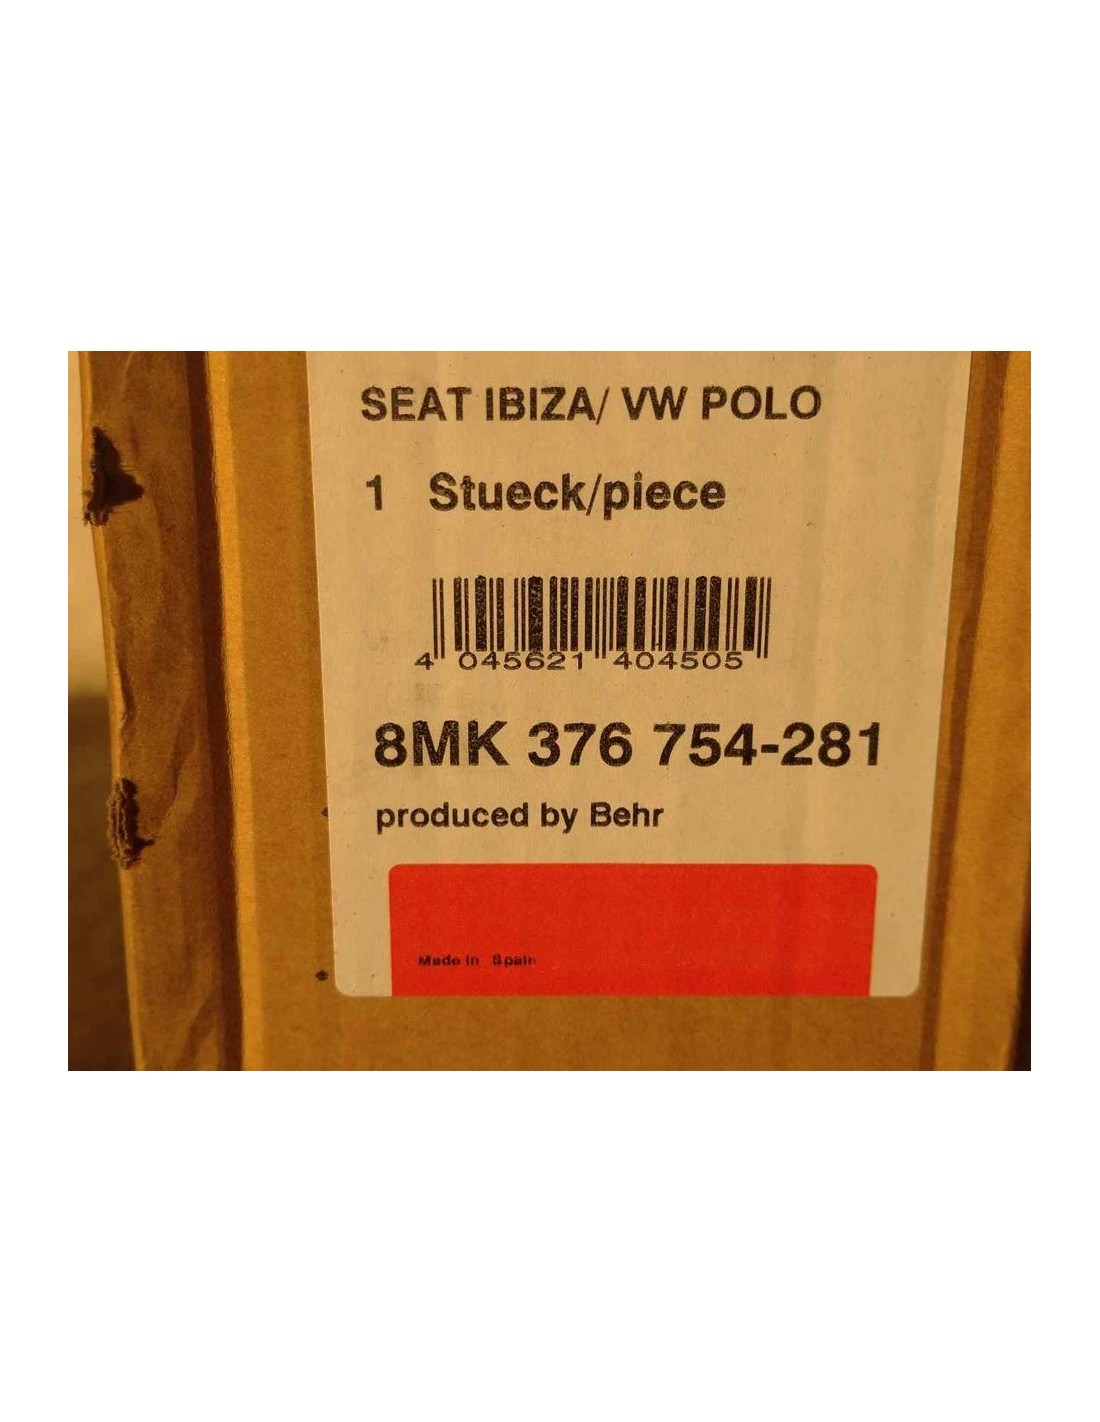 SEAT IBIZA/ VW POLO
1 Stueck/piece
4 045621 404505
8MK 376 754-281
produced by Behr
Made in Spain